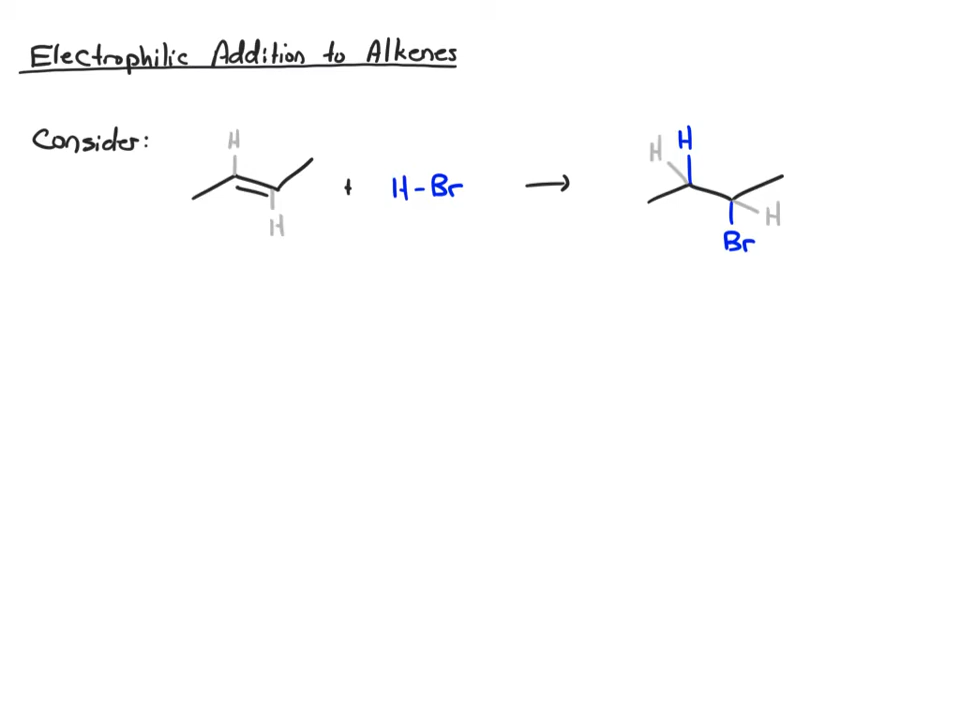 Electrophilic Addition to Alkenes
Consider:
H
H
+ H-Br →
H H
H
Br